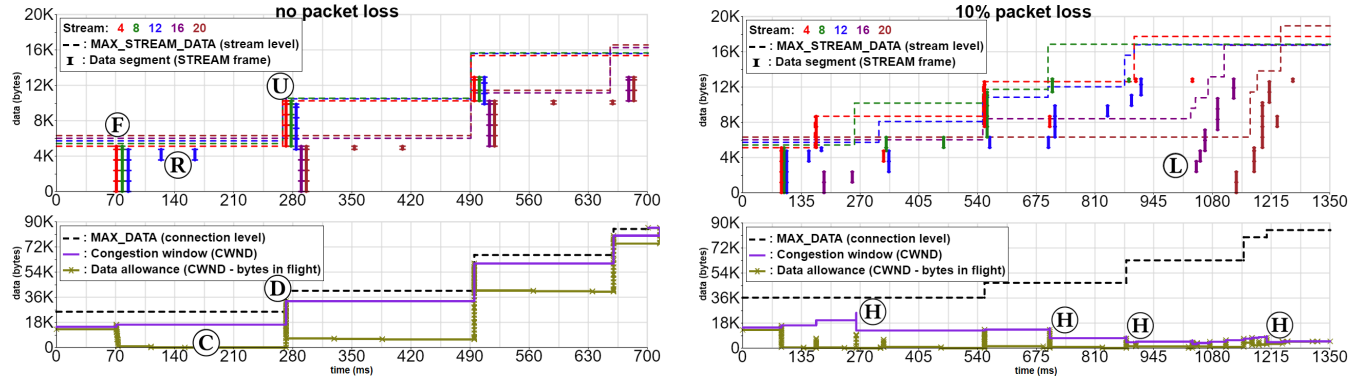 no packet loss
20K
16K
12K
8K
4K
0
data (bytes)
Stream: 4 8 12 16 20
: MAX_STREAM_DATA (stream level)
: Data segment (STREAM frame)
F
R
U
0 70 140 210 280 350 420 490 560 630 700
90K
72K
54K
36K
18K
0
data (bytes)
: MAX_DATA (connection level)
: Congestion window (CWND)
: Data allowance (CWND - bytes in flight)
D
C
0 70 140 210 280 350 420 490 560 630 700
time (ms)
10% packet loss
20K
16K
12K
8K
4K
0
data (bytes)
Stream: 4 8 12 16 20
: MAX_STREAM_DATA (stream level)
: Data segment (STREAM frame)
L
0 135 270 405 540 675 810 945 1080 1215 1350
90K
72K
54K
36K
18K
0
data (bytes)
: MAX_DATA (connection level)
: Congestion window (CWND)
: Data allowance (CWND - bytes in flight)
H
H
H
H
0 135 270 405 540 675 810 945 1080 1215 1350
time (ms)